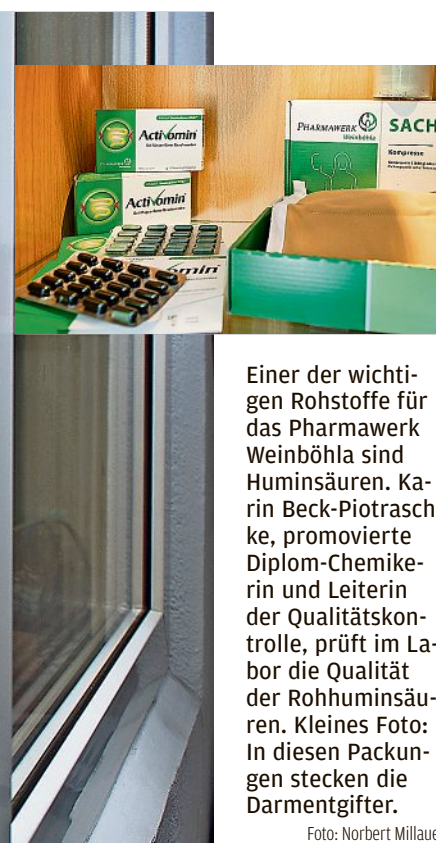 Activomin
PHARMAWERK
Weinböhla
SACH
Kompresse
Activomin
omin
Einer der wichti-
gen Rohstoffe für
das Pharmawerk
Weinböhla sind
Huminsäuren. Ka-
rin Beck-Piotrasch
ke, promovierte
Diplom-Chemike-
rin und Leiterin
der Qualitätskon-
trolle, prüft im La-
bor die Qualität
der Rohhuminsäu-
ren. Kleines Foto:
In diesen Packun-
gen stecken die
Darmentgifter.
Foto: Norbert Millaue